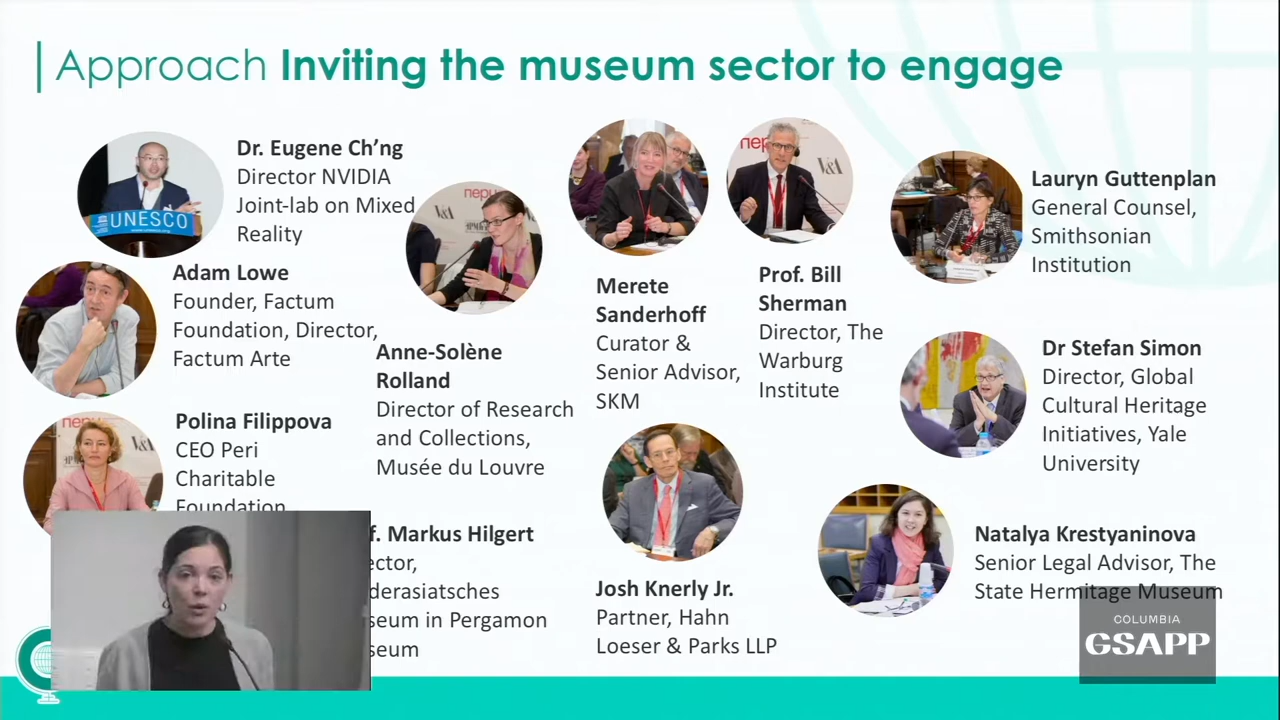 Approach Inviting the museum sector to engage
Dr. Eugene Ch'ng
Director NVIDIA
Joint-lab on Mixed
Reality
UNESCO
Adam Lowe
Founder, Factum
Foundation, Director,
Factum Arte
Polina Filippova
CEO Peri
Charitable
Foundation
V&A
Anne-Solène
Rolland
Director of Research
and Collections,
Musée du Louvre
f. Markus Hilgert
ector,
derasiatsches
seum in Pergamon
seum
Merete
Sanderhoff
Curator &
Senior Advisor,
SKM
V&A
Prof. Bill
Sherman
Director, The
Warburg
Institute
Josh Knerly Jr.
Partner, Hahn
Loeser & Parks LLP
Lauryn Guttenplan
General Counsel,
Smithsonian
Institution
Dr Stefan Simon
Director, Global
Cultural Heritage
Initiatives, Yale
University
Natalya Krestyaninova
Senior Legal Advisor, The
State Hermitage Museum
COLUMBIA
GSAPP